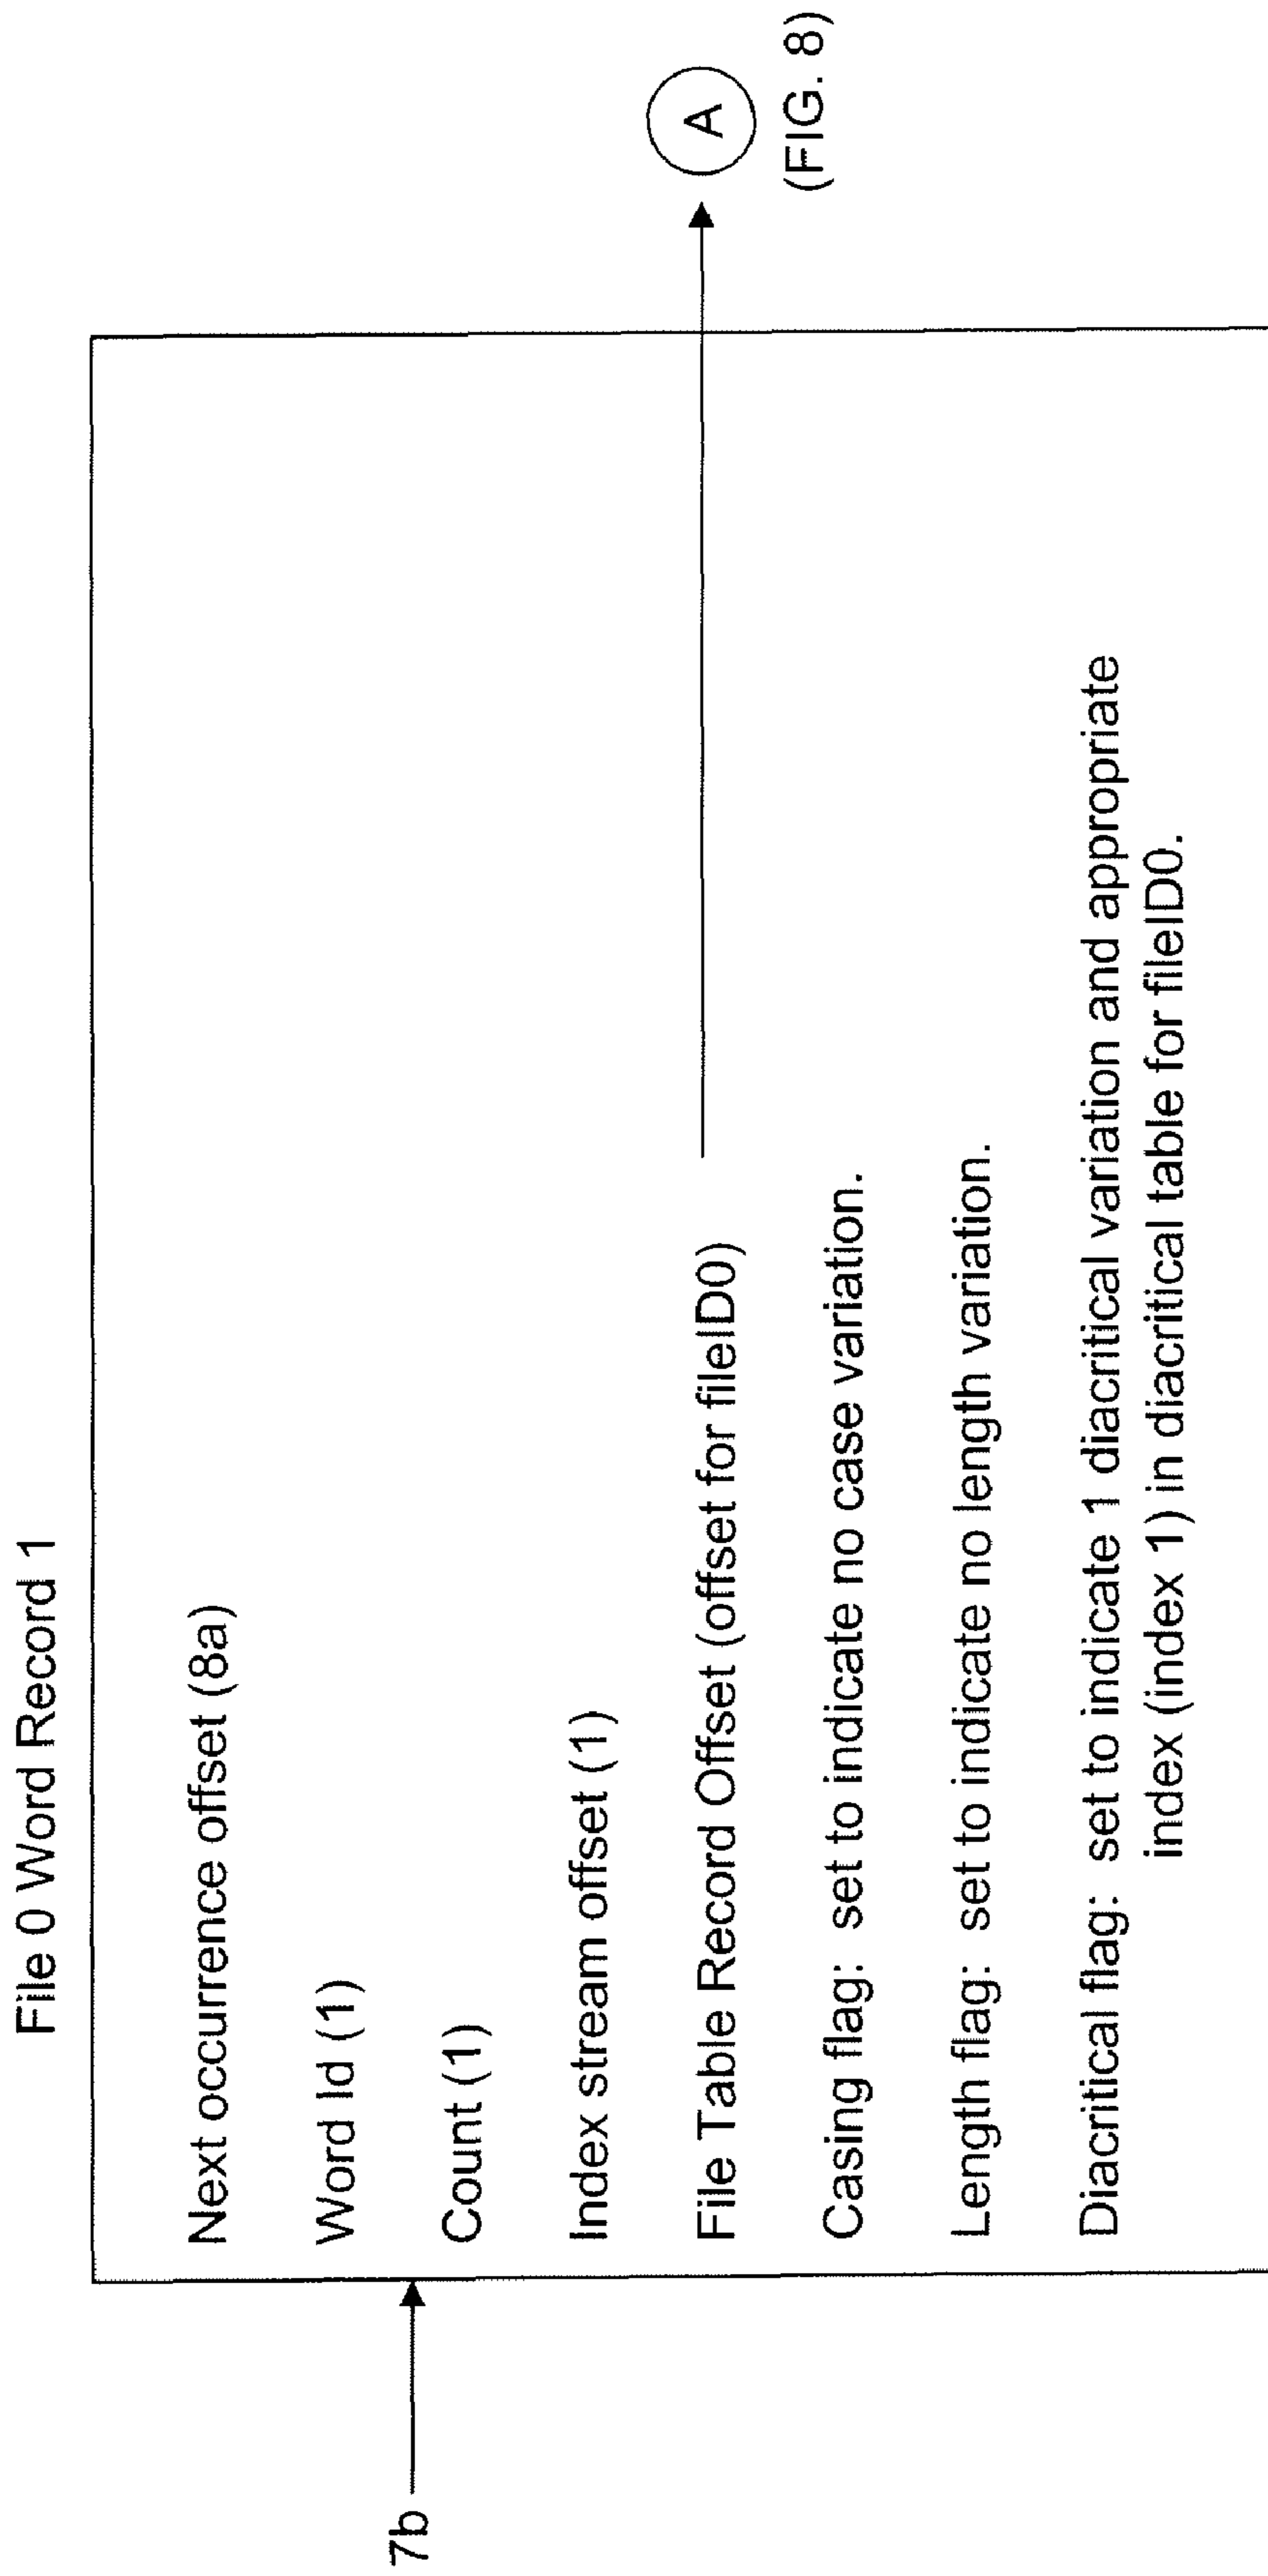 File 0 Word Record 1
7b
Next occurrence offset (8a)
Word Id (1)
Count (1)
Index stream offset (1)
File Table Record Offset (offset for fileID0)
A
(FIG. 8)
Casing flag: set to indicate no case variation.
Length flag: set to indicate no length variation.
Diacritical flag: set to indicate 1 diacritical variation and appropriate
index (index 1) in diacritical table for fileID0.